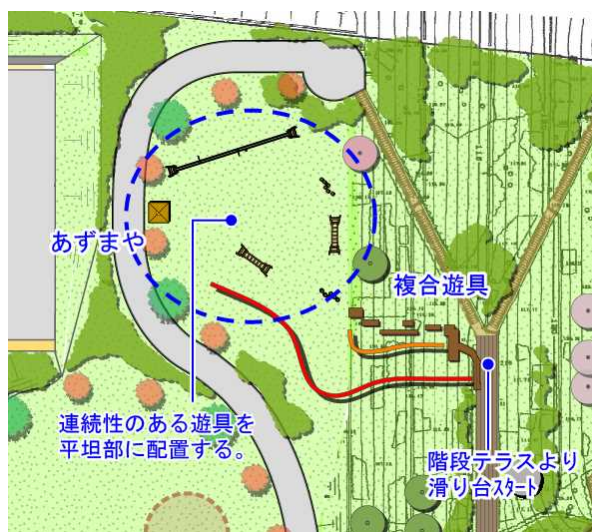 あずまや
複合遊具
連続性のある遊具を
平坦部に配置する。
階段テラスより
滑り台ｽﾀｰﾄ